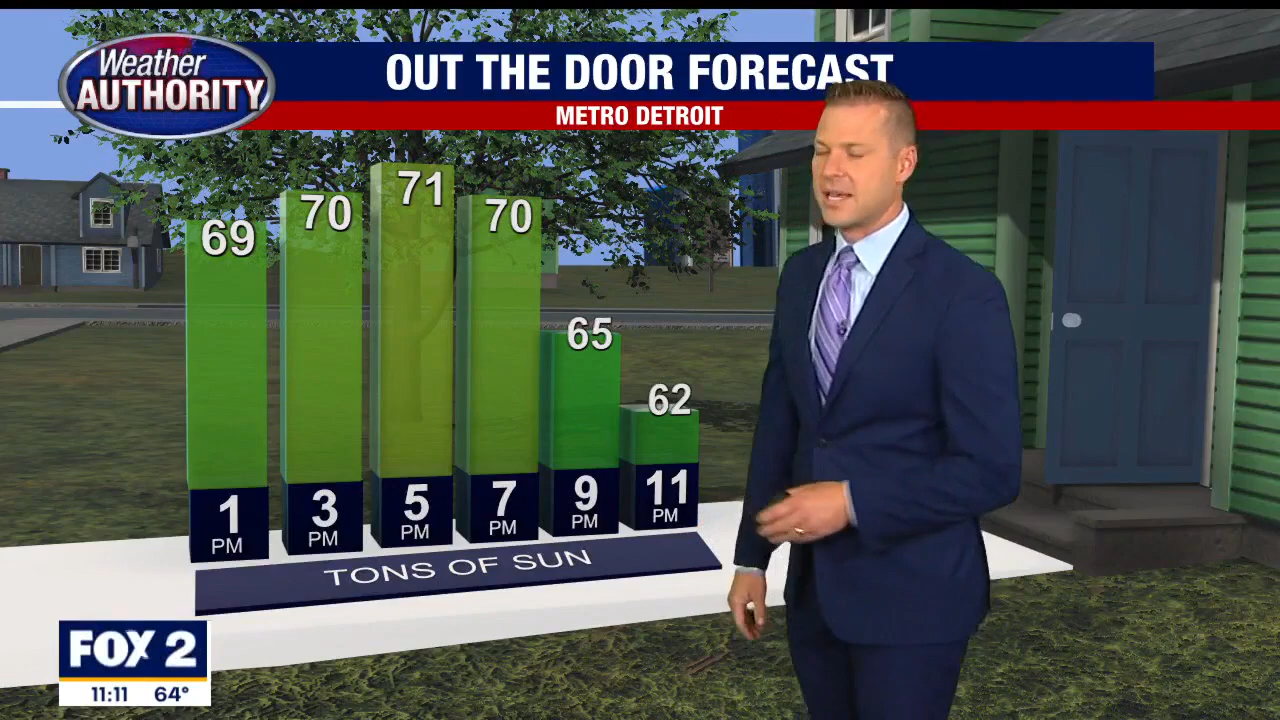 Weather
AUTHORITY
OUT THE DOOR FORECAST
METRO DETROIT
69
70
71
70
65
62
1
PM
3
PM
5
PM
7
PM
9
PM
11
PM
TONS OF SUN
FOX 2
11:11 64°